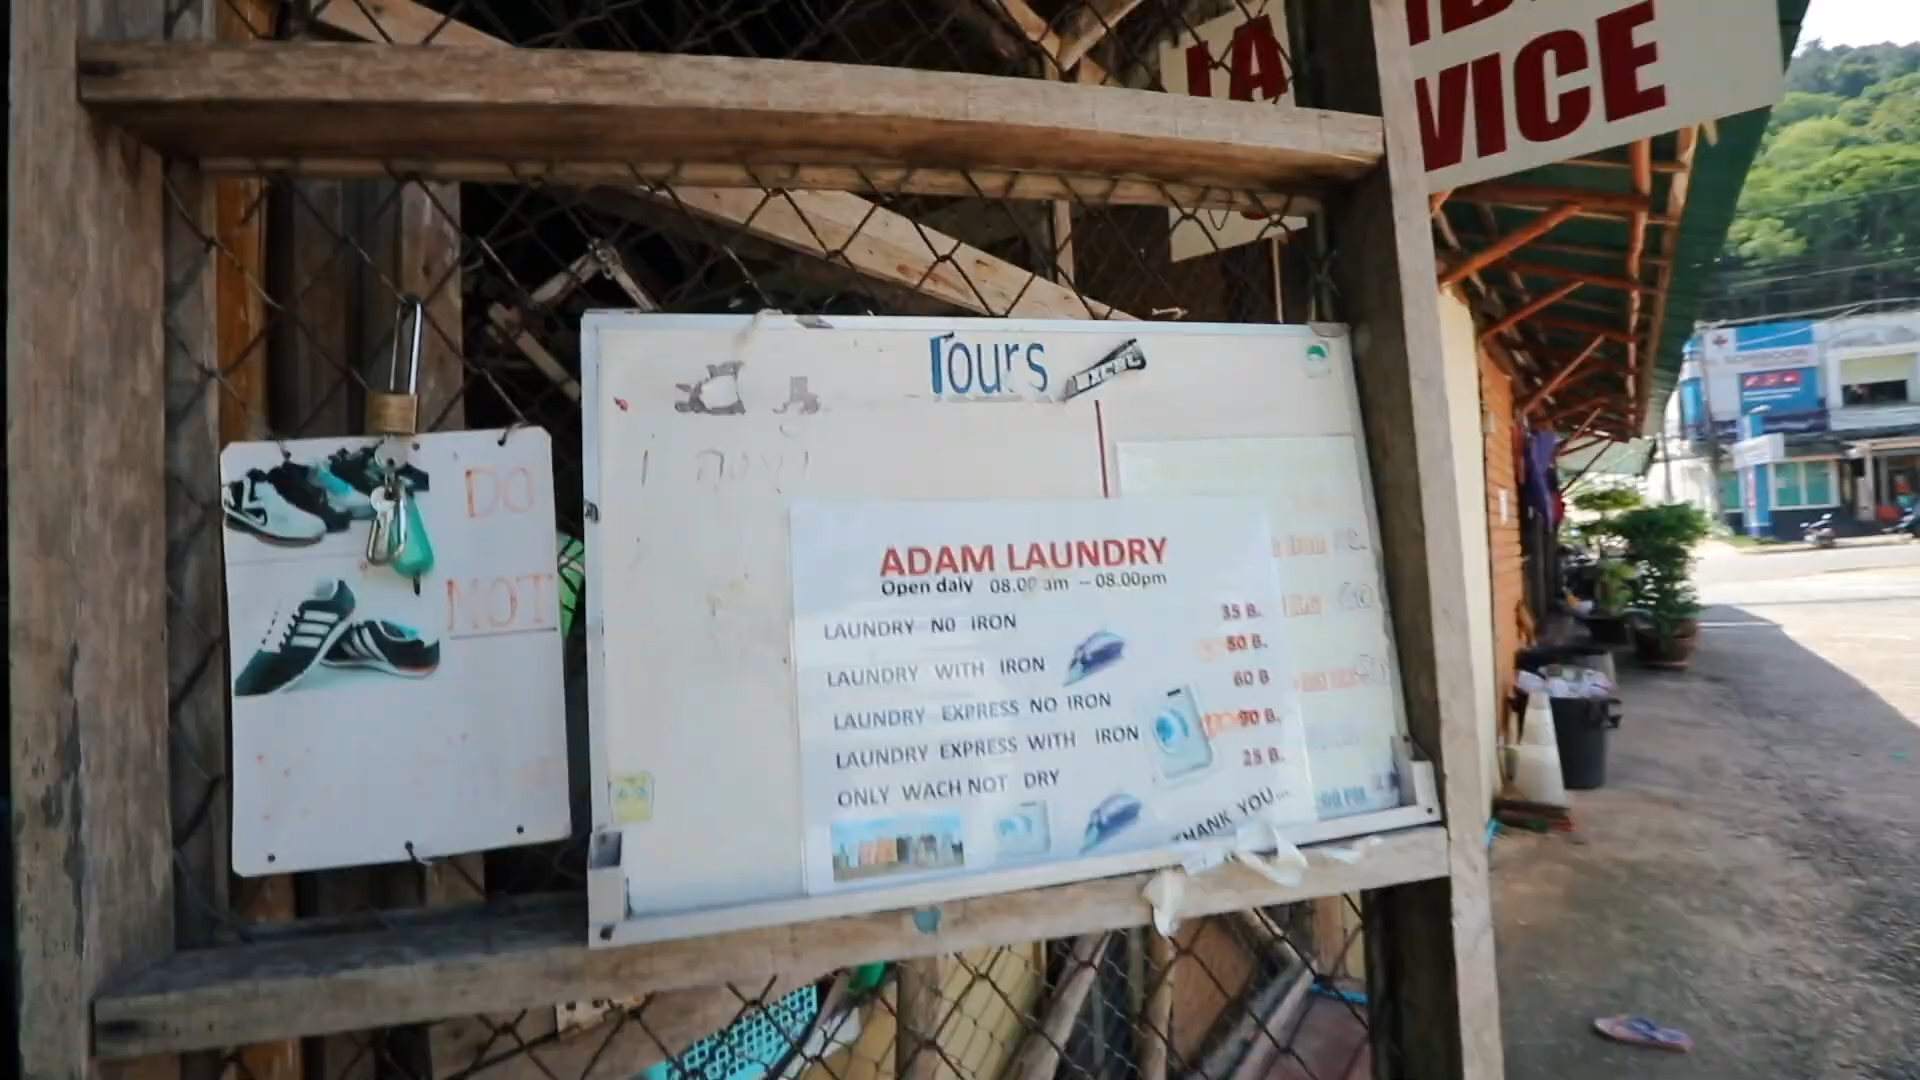 VICE
Tours
DO
NOT
ADAM LAUNDRY
Open daly 08.00 am – 08.00pm
LAUNDRY NO IRON 35 B.
LAUNDRY WITH IRON 50 B.
LAUNDRY EXPRESS NO IRON 60 B
LAUNDRY EXPRESS WITH IRON 90 B.
ONLY WACH NOT DRY 25 B.
THANK YOU...